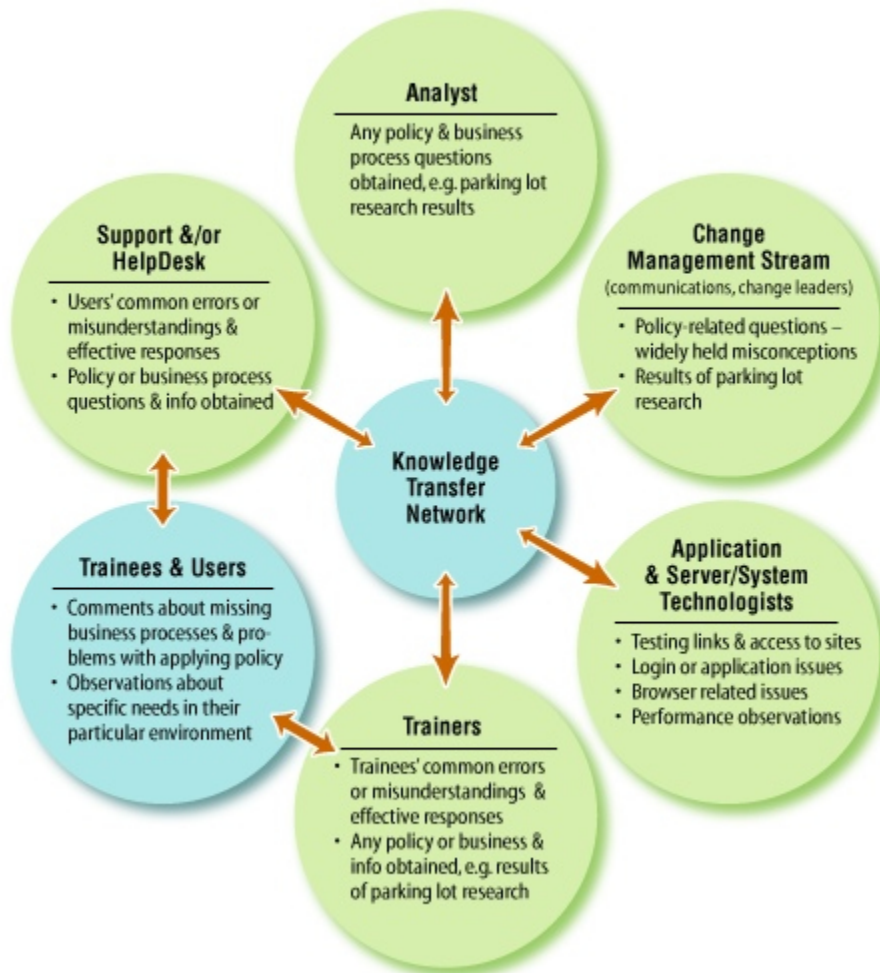 Analyst
Any policy & business
process questions
obtained, e.g. parking lot
research results
Support &/or
HelpDesk
• Users' common errors or
misunderstandings &
effective responses
• Policy or business process
questions & info obtained
Change
Management Stream
(communications, change leaders)
• Policy-related questions –
widely held misconceptions
• Results of parking lot
research
Knowledge
Transfer
Network
Trainees & Users
• Comments about missing
business processes & pro-
blems with applying policy
• Observations about
specific needs in their
particular environment
Application
& Server/System
Technologists
• Testing links & access to sites
• Login or application issues
• Browser related issues
• Performance observations
Trainers
• Trainees' common errors
or misunderstandings &
effective responses
• Any policy or business &
info obtained, e.g. results
of parking lot research